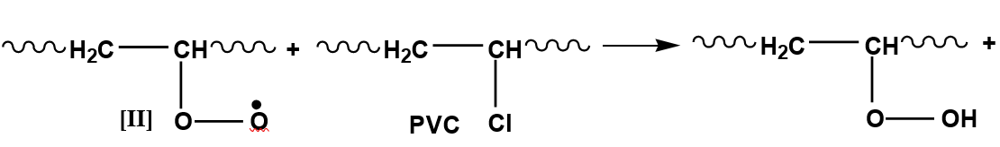 H₂C CH + H₂C CH H₂C CH +
[II] O O PVC Cl O OH